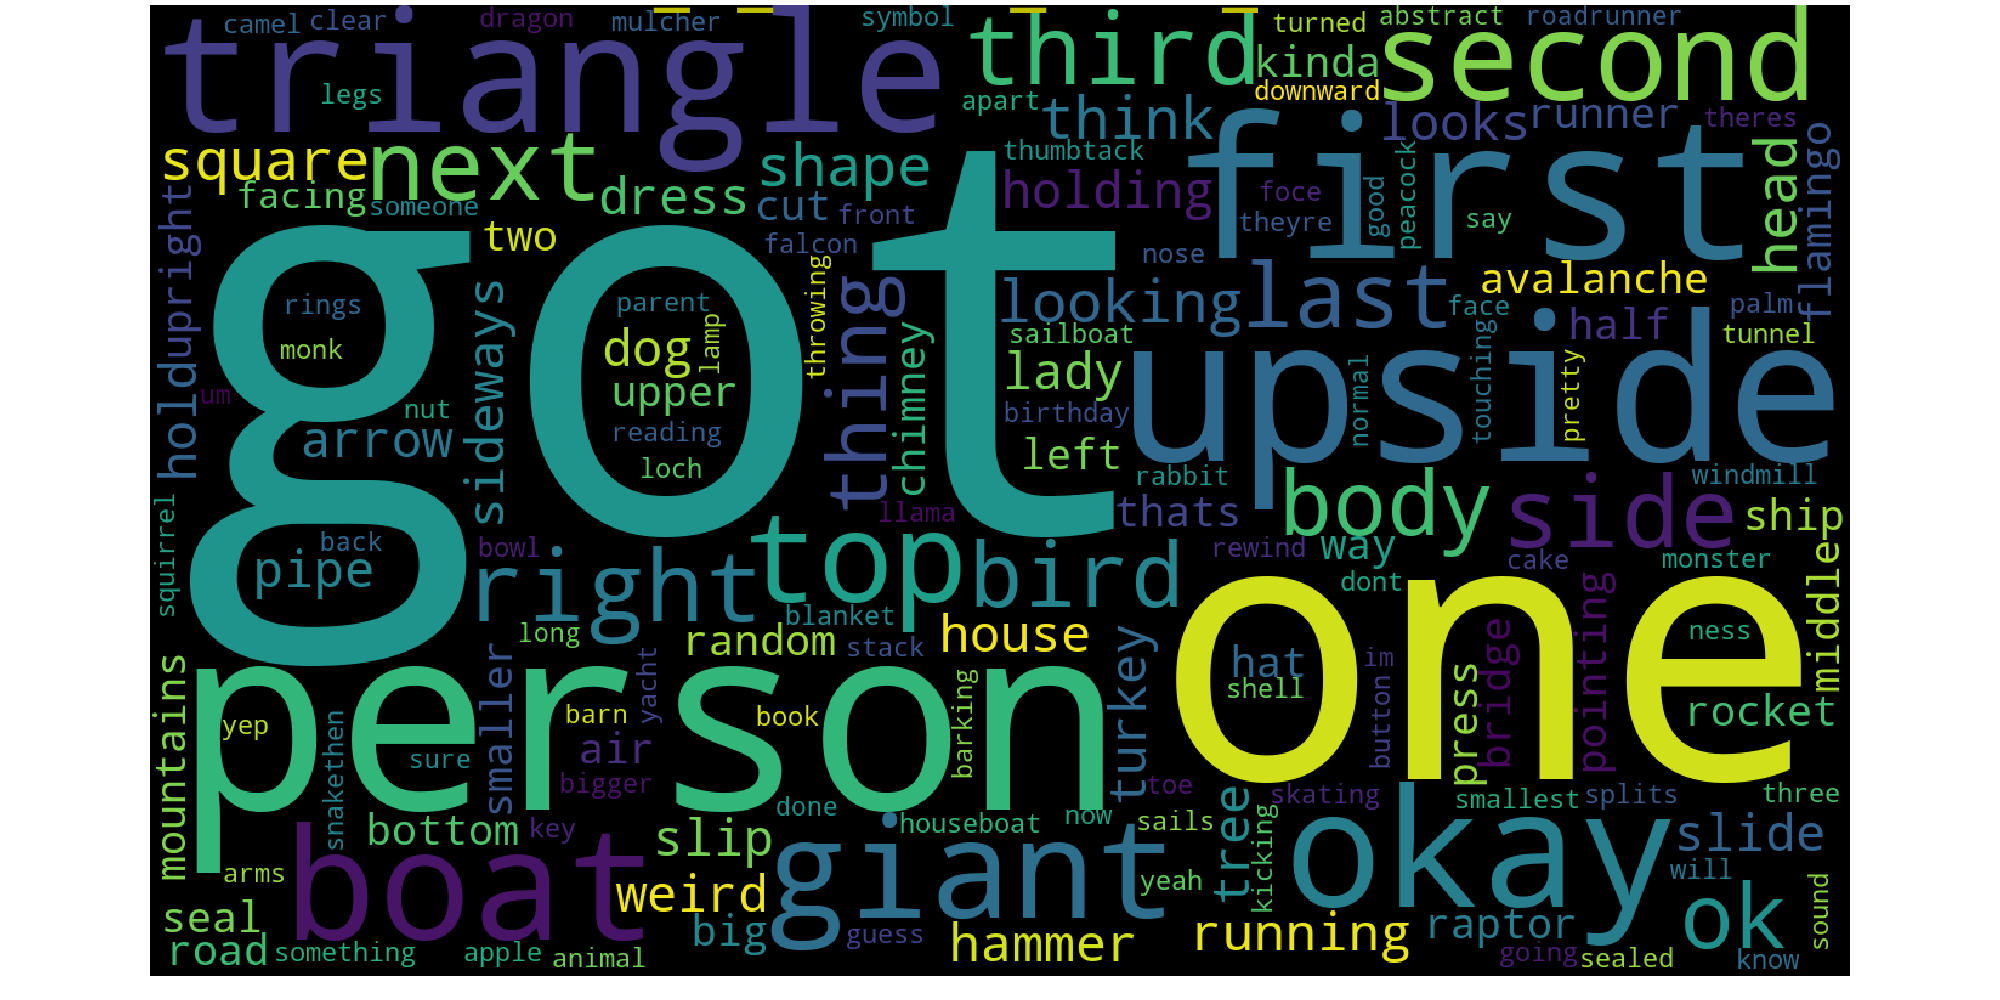 camel clear dragon mulcher symbol third turned abstract roadrunner
triangle kinda second
legs apart downward
think first looks runner theres
square next shape thumbtack head flamingo
facing someone dress cut front holding foce theyre good peacock say
holdupright got two falcon nose
rings sideways parent throwing thing looking last avalanche face palm
monk dog lamp chimney sailboat upside half tunnel
um nut upper lady birthday normal touching pretty
arrow reading left
loch rabbit windmill
squirrel llama thats body side ship
pipe back bowl right top bird rewind way cake monster middle
dont
long blanket one
mountains person random stack house turkey hat im bridge pointing ness
yep smaller barn yacht book barking shell button press rocket
snakethen sure air
bigger done toe skating smallest splits three
boat bottom key slip houseboat now sails tree kicking okay slide
arms weird giant yeah will
seal big guess hammer running raptor ok sound
road something apple animal going sealed know